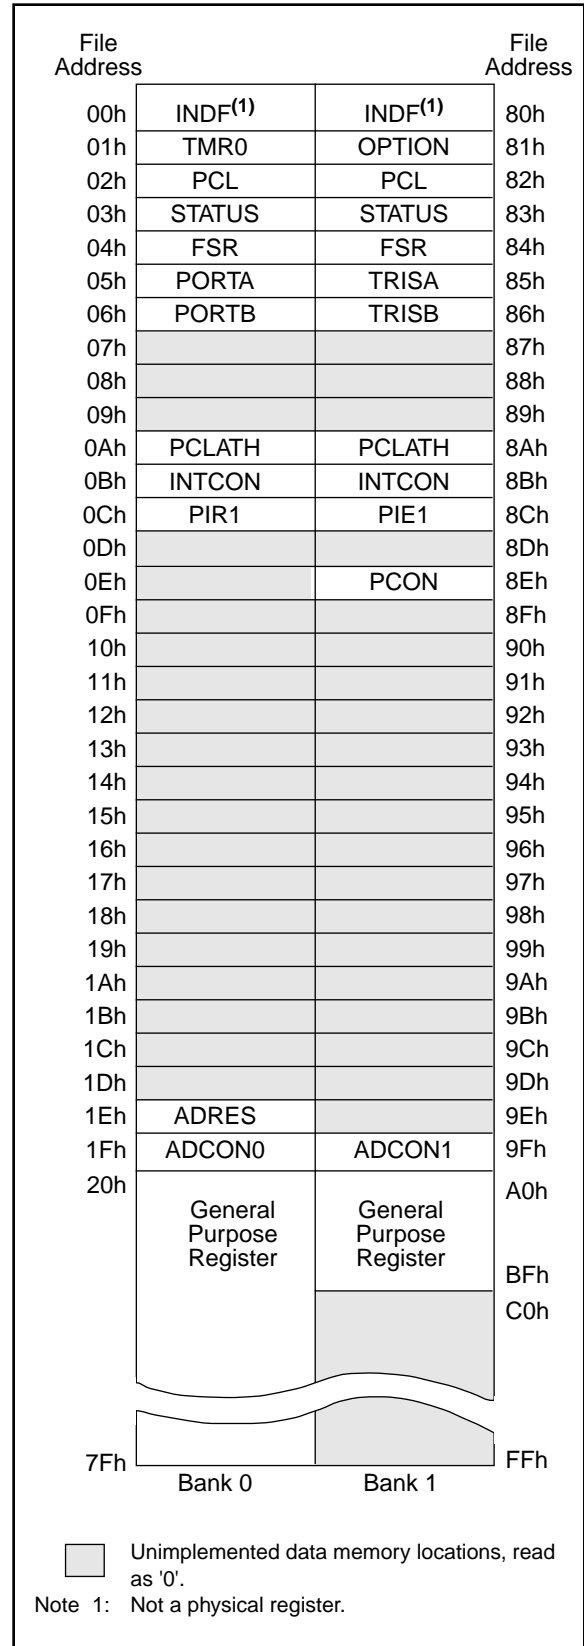 File Address File Address
00h INDF(1) INDF(1) 80h
01h TMR0 OPTION 81h
02h PCL PCL 82h
03h STATUS STATUS 83h
04h FSR FSR 84h
05h PORTA TRISA 85h
06h PORTB TRISB 86h
07h 87h
08h 88h
09h 89h
0Ah PCLATH PCLATH 8Ah
0Bh INTCON INTCON 8Bh
0Ch PIR1 PIE1 8Ch
0Dh 8Dh
0Eh PCON 8Eh
0Fh 8Fh
10h 90h
11h 91h
12h 92h
13h 93h
14h 94h
15h 95h
16h 96h
17h 97h
18h 98h
19h 99h
1Ah 9Ah
1Bh 9Bh
1Ch 9Ch
1Dh 9Dh
1Eh ADRES 9Eh
1Fh ADCON0 ADCON1 9Fh
20h A0h
General General
Purpose Purpose
Register Register
BFh
C0h
7Fh FFh
Bank 0 Bank 1
Unimplemented data memory locations, read
as '0'.
Note 1: Not a physical register.